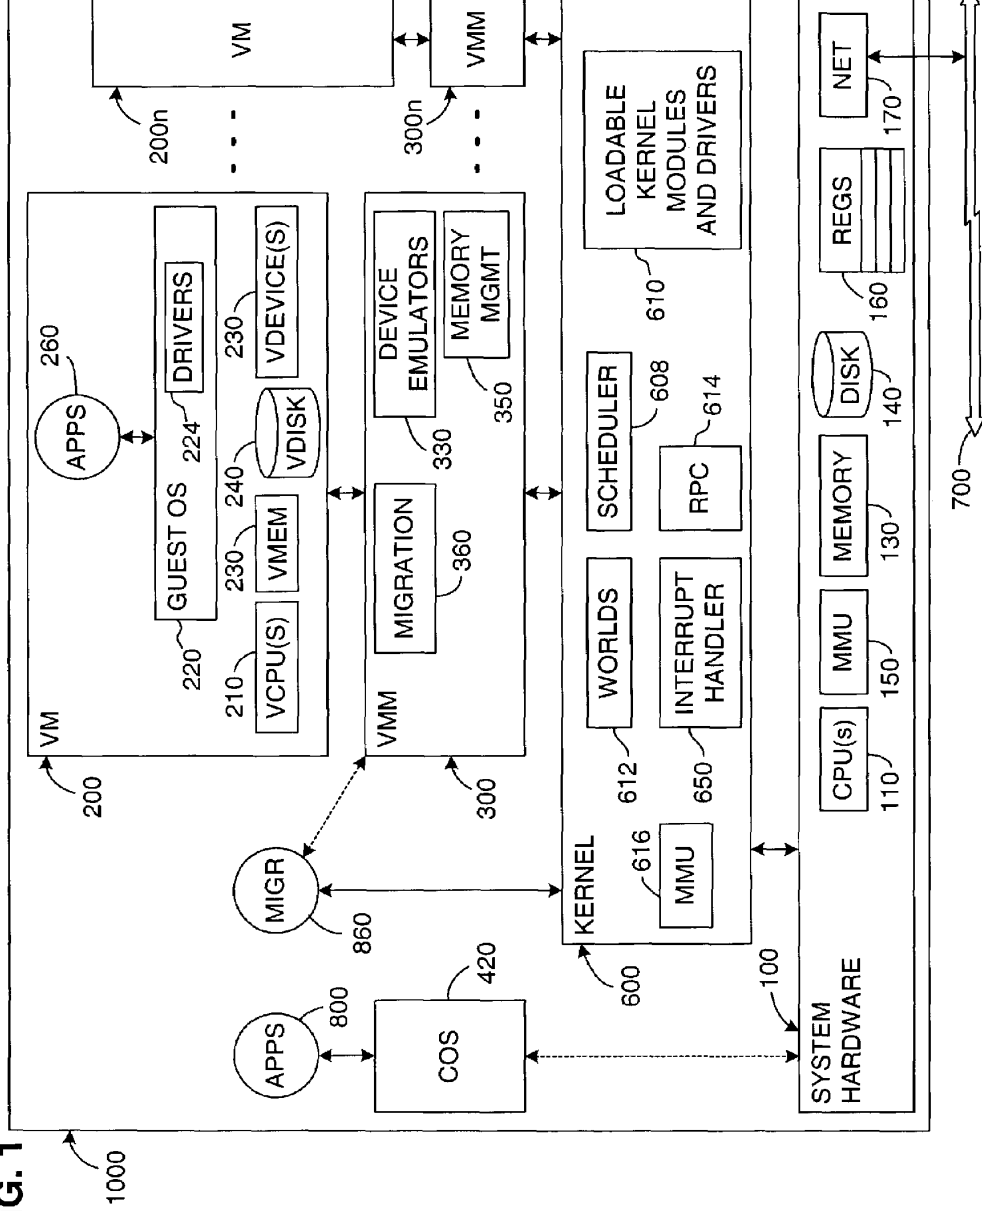 G. 1
1000
APPS
800
COS
420
MIGR
860
VM
200
APPS
260
GUEST OS
220
DRIVERS
224
VCPU(S)
210
VMEM
230
VDISK
240
VDEVICE(S)
230
VM
200n
VMM
300
MIGRATION
360
DEVICE
EMULATORS
330
MEMORY
MGMT
350
VMM
300n
KERNEL
600
MMU
616
WORLDS
612
INTERRUPT
HANDLER
650
SCHEDULER
608
RPC
614
LOADABLE
KERNEL
MODULES
AND DRIVERS
610
SYSTEM
HARDWARE
100
CPU(s)
110
MMU
150
MEMORY
130
DISK
140
REGS
160
NET
170
700